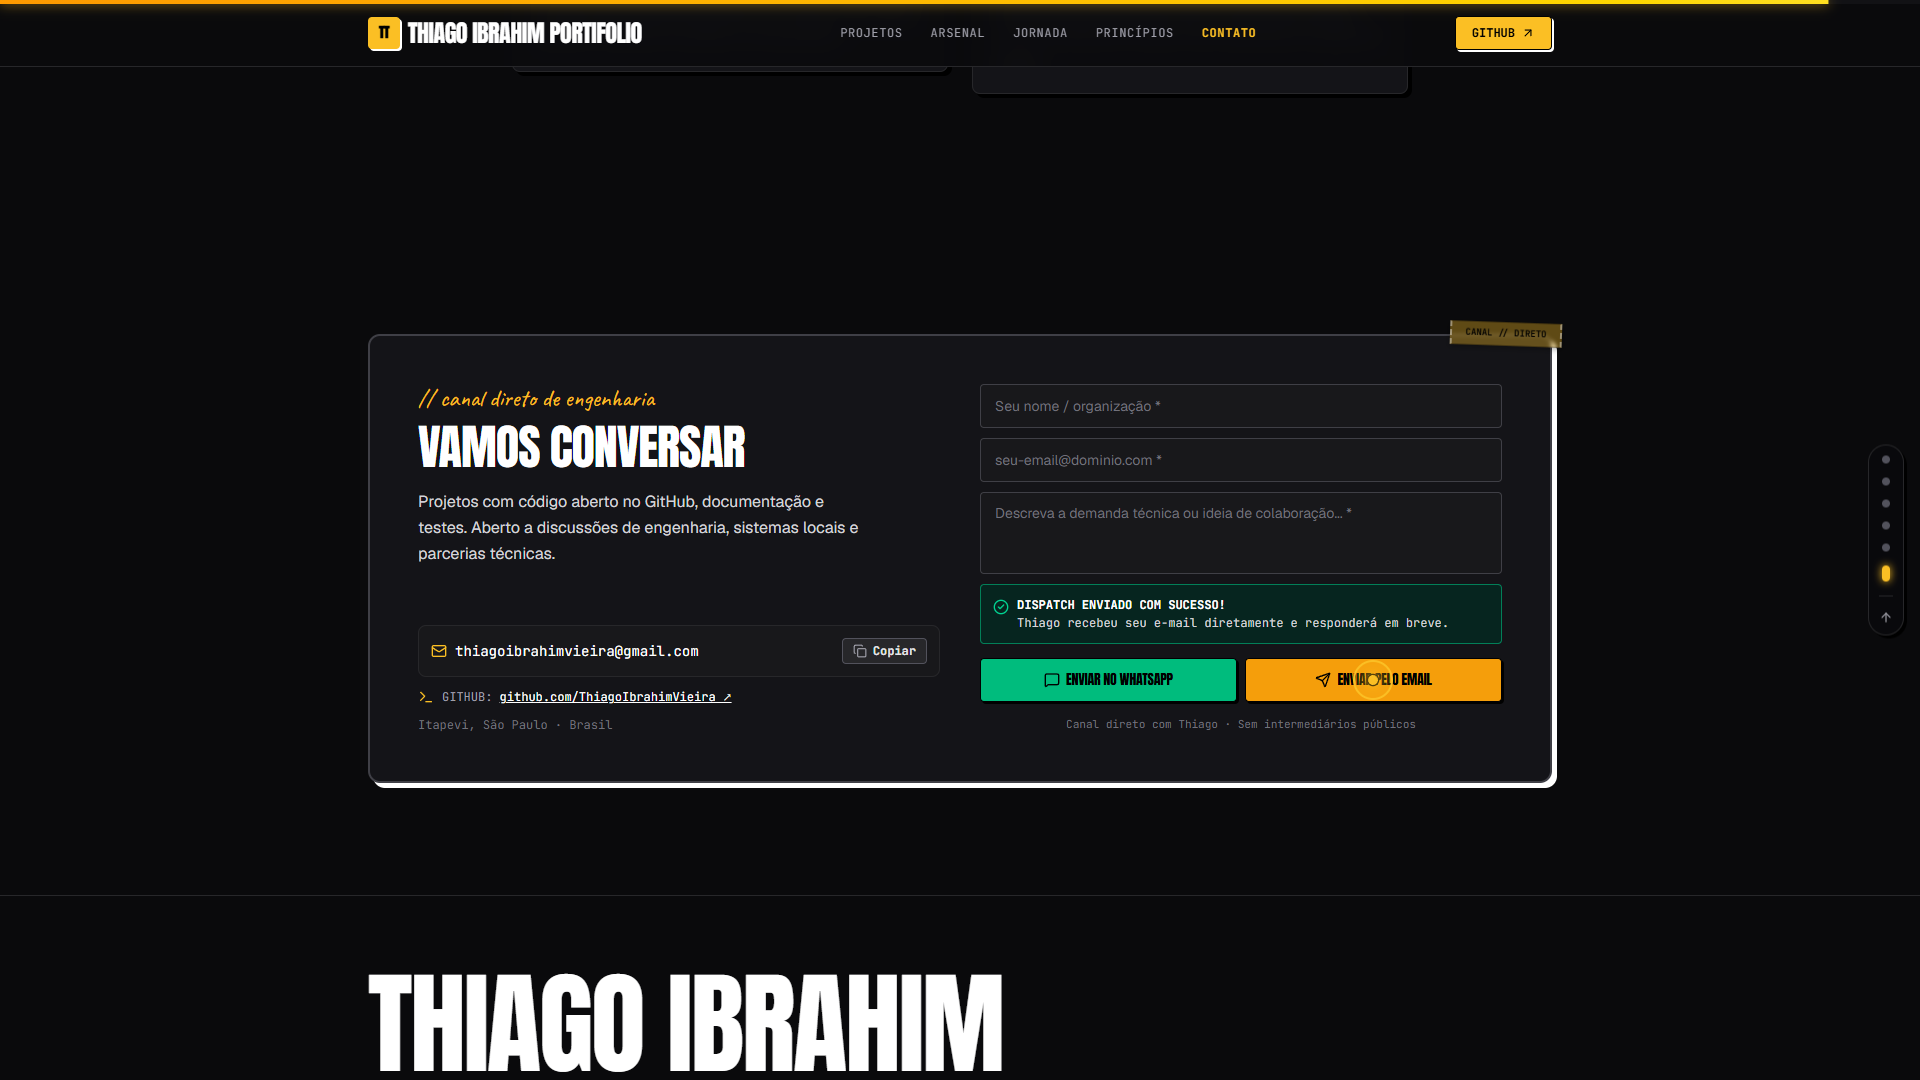 THIAGO IBRAHIM PORTIFOLIO
PROJETOS
ARSENAL
JORNADA
PRINCÍPIOS
CONTATO
GITHUB ↗
CANAL // DIRETO
// canal direto de engenharia
VAMOS CONVERSAR
Projetos com código aberto no GitHub, documentação e
testes. Aberto a discussões de engenharia, sistemas locais e
parcerias técnicas.
thiagoibrahimvieira@gmail.com
Copiar
GITHUB: github.com/ThiagoIbrahimVieira ↗
Itapevi, São Paulo · Brasil
Seu nome / organização *
seu-email@dominio.com *
Descreva a demanda técnica ou ideia de colaboração... *
DISPATCH ENVIADO COM SUCESSO!
Thiago recebeu seu e-mail diretamente e responderá em breve.
ENVIAR NO WHATSAPP
ENVIAR PELO EMAIL
Canal direto com Thiago · Sem intermediários públicos
THIAGO IBRAHIM